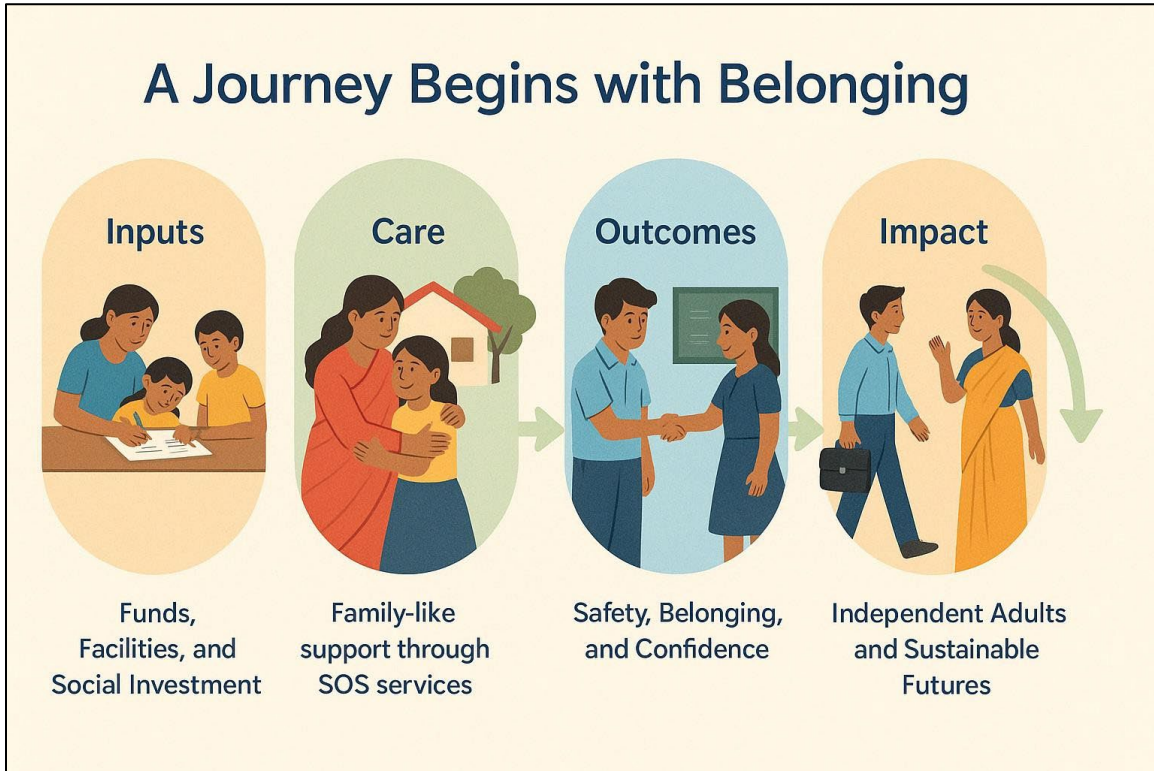 A Journey Begins with Belonging
Inputs
Funds,
Facilities, and
Social Investment
Care
Family-like
support through
SOS services
Outcomes
Safety, Belonging,
and Confidence
Impact
Independent Adults
and Sustainable
Futures